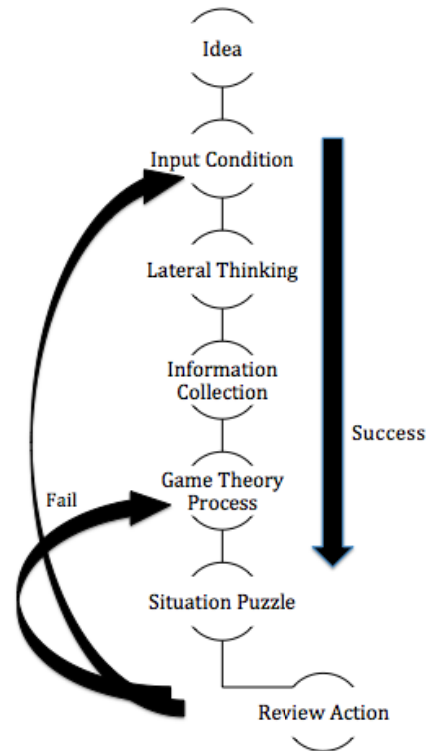 Idea
Input Condition
Lateral Thinking
Information
Collection
Success
Fail
Game Theory
Process
Situation Puzzle
Review Action